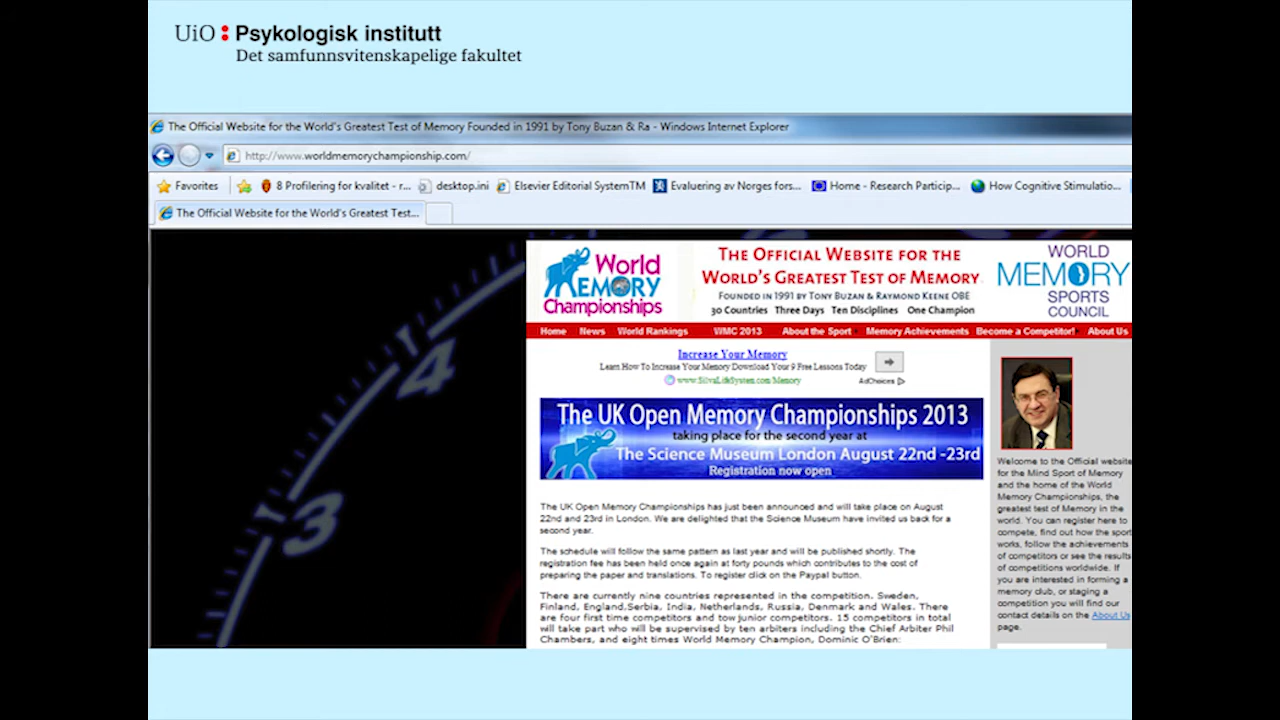 UiO : Psykologisk institutt
Det samfunnsvitenskapelige fakultet
The Official Website for the World's Greatest Test of Memory Founded in 1991 by Tony Buzan & Ra - Windows Internet Explorer
http://www.worldmemorychampionship.com/
Favorites 8 Profilering for kvalitet - r... desktop.ini Elsevier Editorial SystemTM Evaluering av Norges fors... Home - Research Particip... How Cognitive Stimulatio...
The Official Website for the World's Greatest Test...
World
MEMORY
Championships
THE OFFICIAL WEBSITE FOR THE
WORLD'S GREATEST TEST OF MEMORY
FOUNDED IN 1991 BY TONY BUZAN & RAYMOND KEENE OBE
30 Countries Three Days Ten Disciplines One Champion
WORLD
MEMORY
SPORTS
COUNCIL
Home News World Rankings WMC 2013 About the Sport Memory Achievements Become a Competitor! About Us
Increase Your Memory
Learn How To Increase Your Memory Download Your 9 Free Lessons Today
www.SilvaLifeSystem.com/Memory
AdChoices
The UK Open Memory Championships 2013
taking place for the second year at
The Science Museum London August 22nd -23rd
Registration now open
The UK Open Memory Championships has just been announced and will take place on August
22nd and 23rd in London. We are delighted that the Science Museum have invited us back for a
second year.
The schedule will follow the same pattern as last year and will be published shortly. The
registration fee has been held once again at forty pounds which contributes to the cost of
preparing the paper and translations. To register click on the Paypal button.
There are currently nine countries represented in the competition. Sweden,
Finland, England,Serbia, India, Netherlands, Russia, Denmark and Wales. There
are four first time competitors and tow junior competitors. 15 competitors in total
will take part who will be supervised by ten arbiters including the Chief Arbiter Phil
Chambers, and eight times World Memory Champion, Dominic O'Brien:
Welcome to the Official website
for the Mind Sport of Memory
and the home of the World
Memory Championships, the
greatest test of Memory in the
world. You can register here to
compete, find out how the sport
works, follow the achievements
of competitors or see the results
of competitions worldwide. If
you are interested in forming a
memory club, or staging a
competition you will find our
contact details on the About Us
page.
4
3